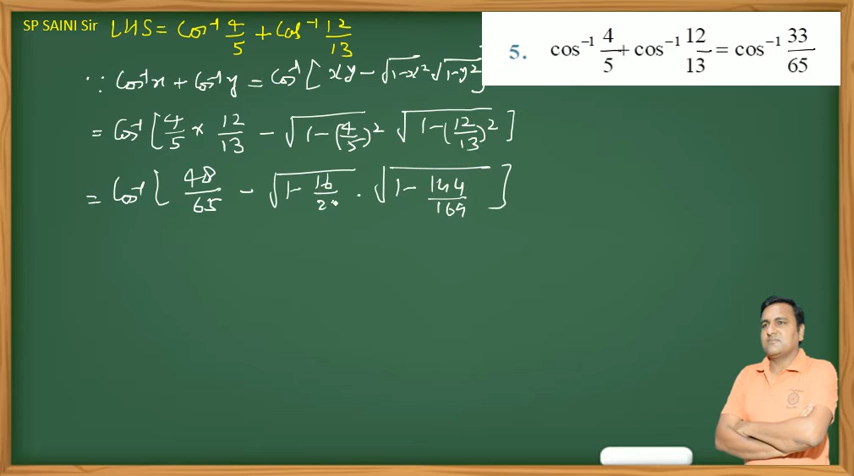 SP SAINI Sir LHS = Cos⁻¹ 4/5 + Cos⁻¹ 12/13
5. cos⁻¹ 4/5 + cos⁻¹ 12/13 = cos⁻¹ 33/65
∵ Cos⁻¹x + Cos⁻¹y = Cos⁻¹[xy - √1-x² √1-y²]
= Cos⁻¹[4/5 × 12/13 - √1-(4/5)² √1-(12/13)²]
= Cos⁻¹[48/65 - √1-16/2 . √1-144/169]